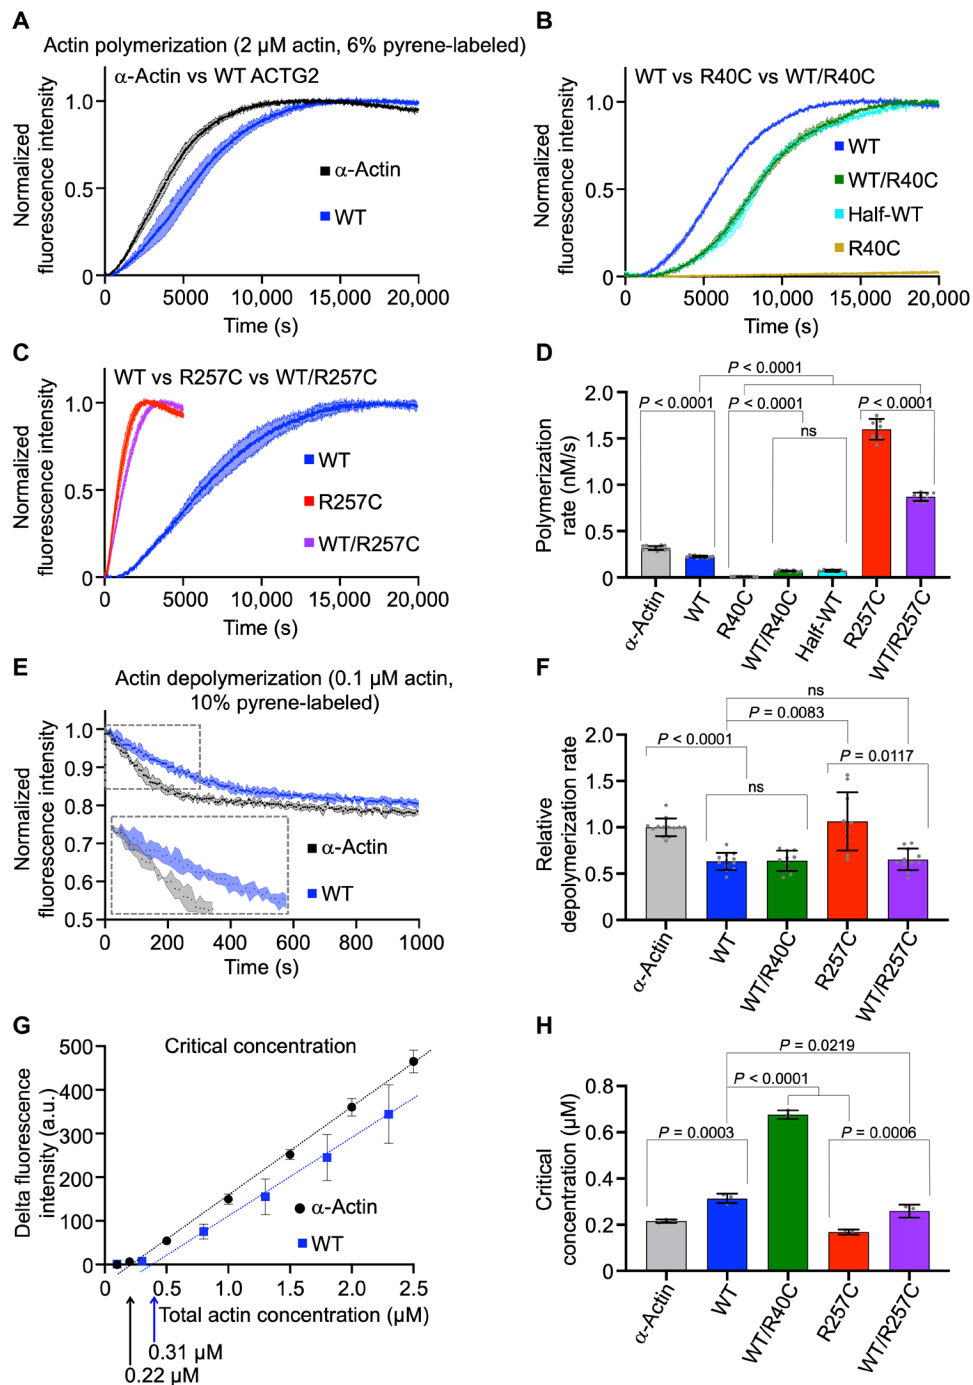 A
Actin polymerization (2 μM actin, 6% pyrene-labeled)
α-Actin vs WT ACTG2
Normalized
fluorescence intensity
1.0
0.5
0
α-Actin
WT
0 5000 10,000 15,000 20,000
Time (s)
B
WT vs R40C vs WT/R40C
Normalized
fluorescence intensity
1.0
0.5
0
WT
WT/R40C
Half-WT
R40C
0 5000 10,000 15,000 20,000
Time (s)
C
WT vs R257C vs WT/R257C
Normalized
fluorescence intensity
1.0
0.5
0
WT
R257C
WT/R257C
0 5000 10,000 15,000 20,000
Time (s)
D
P < 0.0001
P < 0.0001 P < 0.0001 P < 0.0001
ns
Polymerization
rate (nM/s)
2.0
1.5
1.0
0.5
0
α-Actin
WT
R40C
WT/R40C
Half-WT
R257C
WT/R257C
E
Actin depolymerization (0.1 μM actin,
10% pyrene-labeled)
Normalized
fluorescence intensity
1.0
0.9
0.8
0.7
0.6
0.5
α-Actin
WT
0 200 400 600 800 1000
Time (s)
F
ns
P = 0.0083
P < 0.0001
P = 0.0117
ns
Relative
depolymerization rate
2.0
1.5
1.0
0.5
0
α-Actin
WT
WT/R40C
R257C
WT/R257C
G
Critical concentration
Delta fluorescence
intensity (a.u.)
500
400
300
200
100
0
α-Actin
WT
0 0.5 1.0 1.5 2.0 2.5
Total actin concentration (μM)
0.31 μM
0.22 μM
H
P = 0.0219
P < 0.0001
P = 0.0003
P = 0.0006
Critical
concentration (μM)
0.8
0.6
0.4
0.2
0
α-Actin
WT
WT/R40C
R257C
WT/R257C